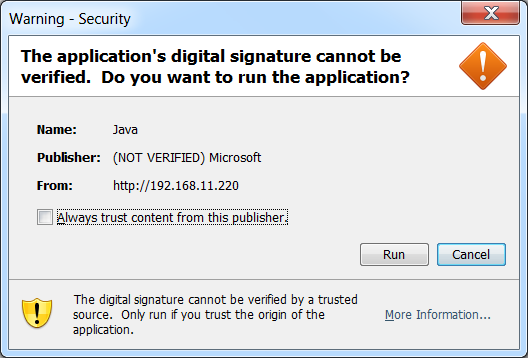 Warning - Security
The application's digital signature cannot be
verified.  Do you want to run the application?
Name: Java
Publisher: (NOT VERIFIED) Microsoft
From: http://192.168.11.220
Always trust content from this publisher.
Run Cancel
The digital signature cannot be verified by a trusted
source.  Only run if you trust the origin of the
application.
More Information...